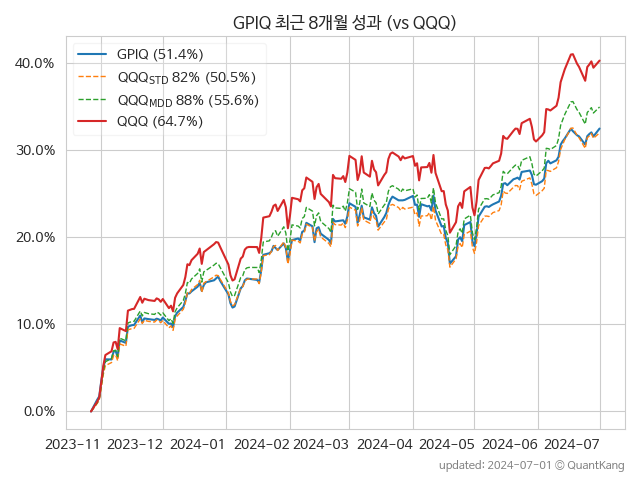 GPIQ 최근 8개월 성과 (vs QQQ)
GPIQ (51.4%)
QQQSTD 82% (50.5%)
QQQMDD 88% (55.6%)
QQQ (64.7%)
40.0%
30.0%
20.0%
10.0%
0.0%
2023-11 2023-12 2024-01 2024-02 2024-03 2024-04 2024-05 2024-06 2024-07
updated: 2024-07-01 © QuantKang